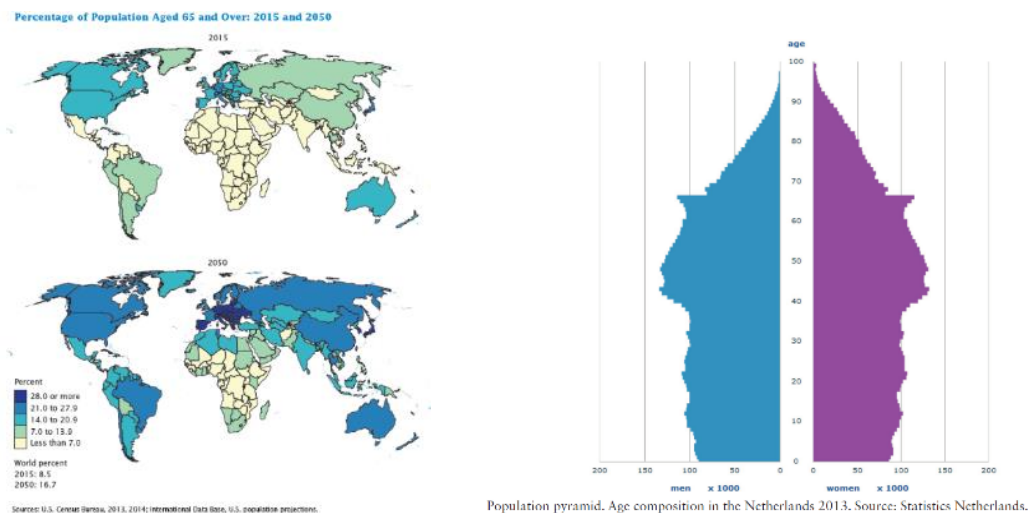 Percentage of Population Aged 65 and Over: 2015 and 2050
2015
2050
Percent
28.0 or more
21.0 to 27.9
14.0 to 20.9
7.0 to 13.9
Less than 7.0
World percent
2015: 8.5
2050: 16.7
Sources: U.S. Census Bureau, 2013, 2014; International Data Base, U.S. population projections.
age
100
90
80
70
60
50
40
30
20
10
0
200 150 100 50 0 0 50 100 150 200
men x 1000 women x 1000
Population pyramid. Age composition in the Netherlands 2013. Source: Statistics Netherlands.